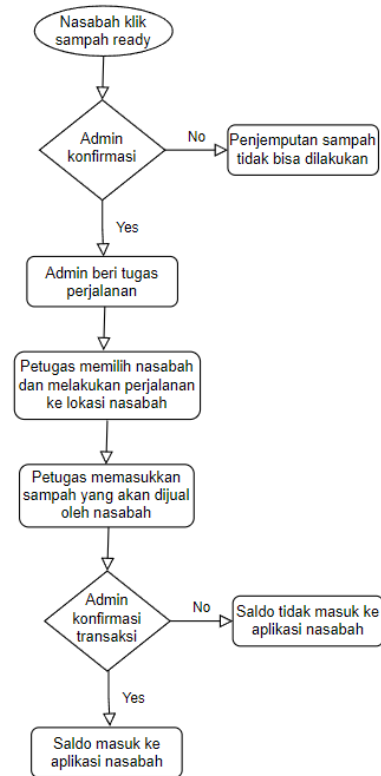 Nasabah klik
sampah ready
Admin
konfirmasi
No
Penjemputan sampah
tidak bisa dilakukan
Yes
Admin beri tugas
perjalanan
Petugas memilih nasabah
dan melakukan perjalanan
ke lokasi nasabah
Petugas memasukkan
sampah yang akan dijual
oleh nasabah
Admin
konfirmasi
transaksi
No
Saldo tidak masuk ke
aplikasi nasabah
Yes
Saldo masuk ke
aplikasi nasabah